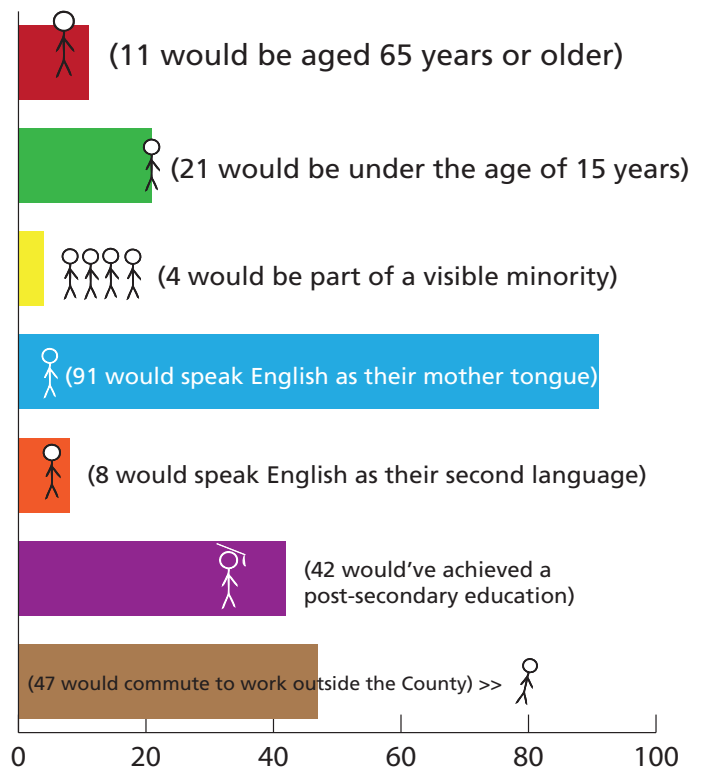 (11 would be aged 65 years or older)
(21 would be under the age of 15 years)
(4 would be part of a visible minority)
(91 would speak English as their mother tongue)
(8 would speak English as their second language)
(42 would've achieved a
post-secondary education)
(47 would commute to work outside the County) >>
0 20 40 60 80 100